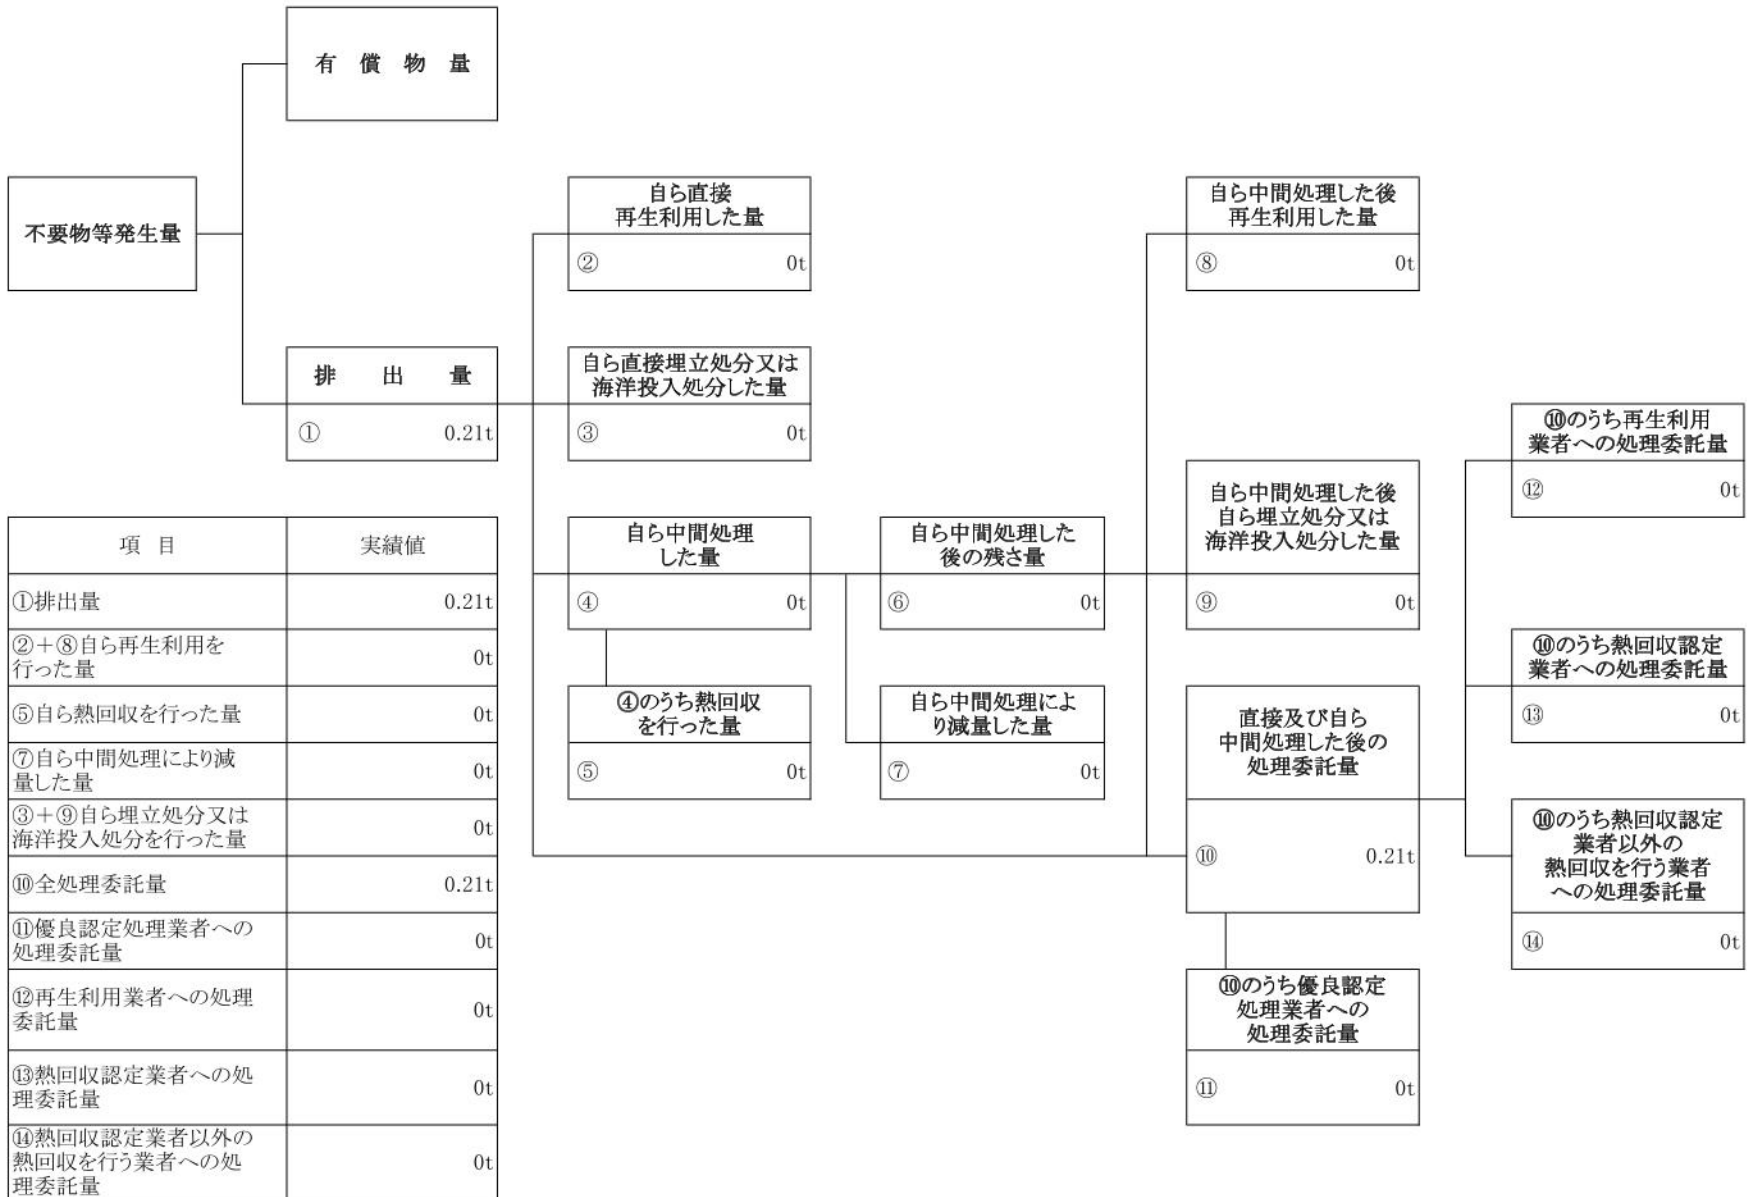 有 償 物 量
不要物等発生量
自ら直接
再生利用した量
② 0t
自ら中間処理した後
再生利用した量
⑧ 0t
排 出 量
① 0.21t
自ら直接埋立処分又は
海洋投入処分した量
③ 0t
⑩のうち再生利用
業者への処理委託量
⑫ 0t
自ら中間処理
した量
④ 0t
自ら中間処理した
後の残さ量
⑥ 0t
自ら中間処理した後
自ら埋立処分又は
海洋投入処分した量
⑨ 0t
⑩のうち熱回収認定
業者への処理委託量
⑬ 0t
④のうち熱回収
を行った量
⑤ 0t
自ら中間処理によ
り減量した量
⑦ 0t
直接及び自ら
中間処理した後の
処理委託量
⑩ 0.21t
⑩のうち熱回収認定
業者以外の
熱回収を行う業者
への処理委託量
⑭ 0t
⑩のうち優良認定
処理業者への
処理委託量
⑪ 0t
項 目 実績値
①排出量 0.21t
②+⑧自ら再生利用を
行った量 0t
⑤自ら熱回収を行った量 0t
⑦自ら中間処理により減
量した量 0t
③+⑨自ら埋立処分又は
海洋投入処分を行った量 0t
⑩全処理委託量 0.21t
⑪優良認定処理業者への
処理委託量 0t
⑫再生利用業者への処理
委託量 0t
⑬熱回収認定業者への処
理委託量 0t
⑭熱回収認定業者以外の
熱回収を行う業者への処
理委託量 0t